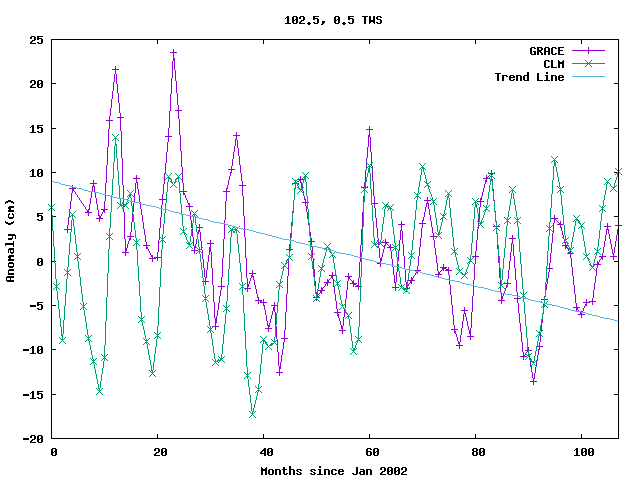 102.5, 0.5 TWS
GRACE
CLM
Trend Line
25
20
15
10
5
0
-5
-10
-15
-20
Anomaly (cm)
0 20 40 60 80 100
Months since Jan 2002